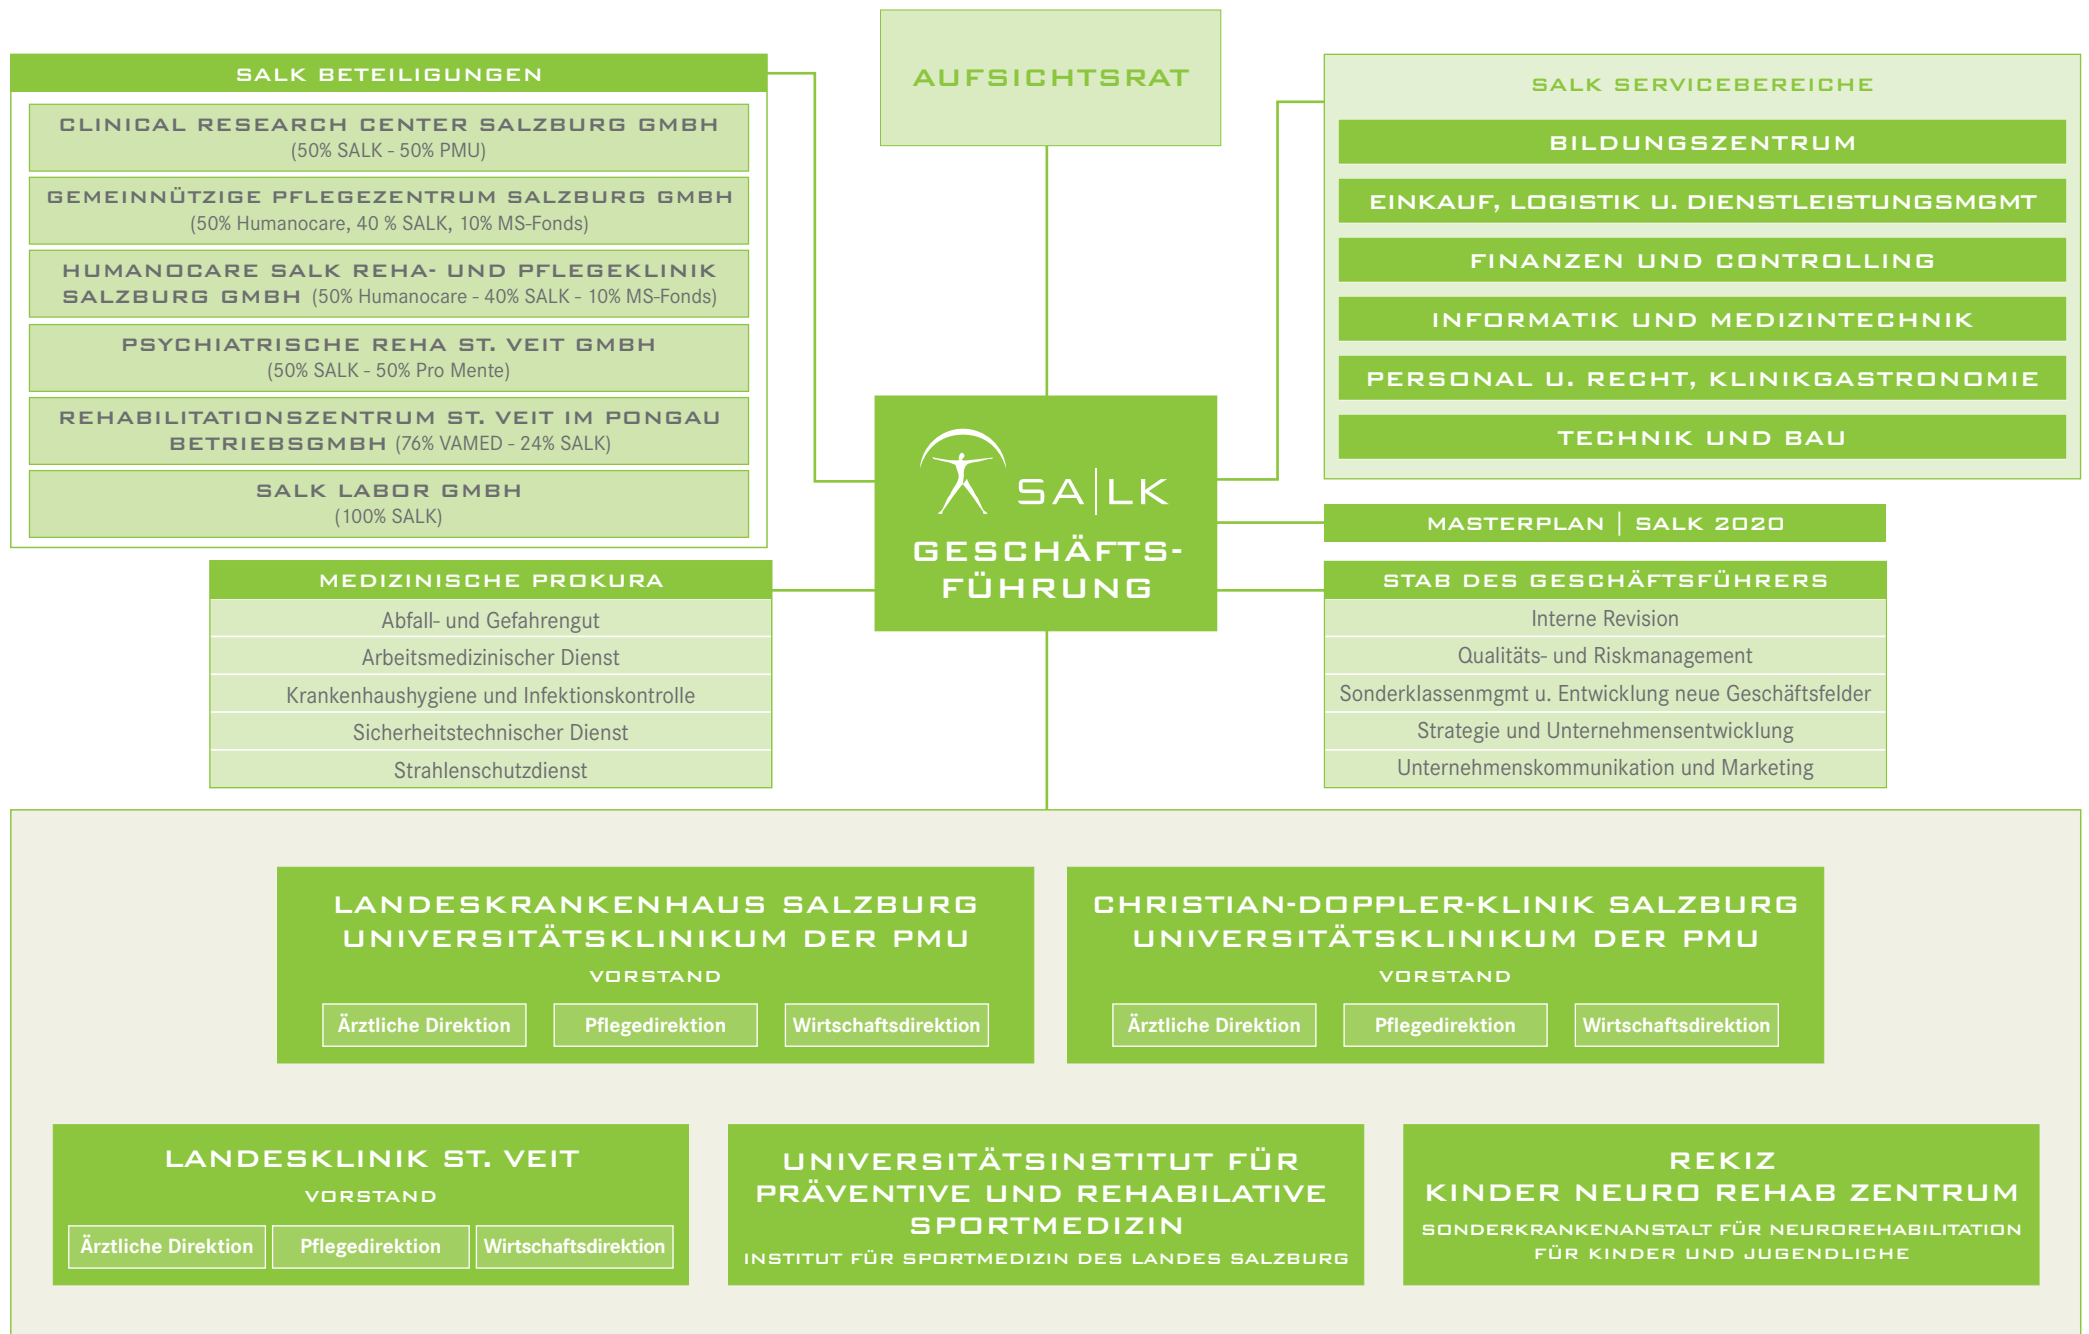 AUFSICHTSRAT
SALK BETEILIGUNGEN
CLINICAL RESEARCH CENTER SALZBURG GMBH
(50% SALK - 50% PMU)
GEMEINNÜTZIGE PFLEGEZENTRUM SALZBURG GMBH
(50% Humanocare, 40 % SALK, 10% MS-Fonds)
HUMANOCARE SALK REHA- UND PFLEGEKLINIK
SALZBURG GMBH (50% Humanocare - 40% SALK - 10% MS-Fonds)
PSYCHIATRISCHE REHA ST. VEIT GMBH
(50% SALK - 50% Pro Mente)
REHABILITATIONSZENTRUM ST. VEIT IM PONGAU
BETRIEBSGMBH (76% VAMED - 24% SALK)
SALK LABOR GMBH
(100% SALK)
SALK SERVICEBEREICHE
BILDUNGSZENTRUM
EINKAUF, LOGISTIK U. DIENSTLEISTUNGSMGMT
FINANZEN UND CONTROLLING
INFORMATIK UND MEDIZINTECHNIK
PERSONAL U. RECHT, KLINIKGASTRONOMIE
TECHNIK UND BAU
SA|LK
GESCHÄFTS-
FÜHRUNG
MASTERPLAN | SALK 2020
MEDIZINISCHE PROKURA
Abfall- und Gefahrengut
Arbeitsmedizinischer Dienst
Krankenhaushygiene und Infektionskontrolle
Sicherheitstechnischer Dienst
Strahlenschutzdienst
STAB DES GESCHÄFTSFÜHRERS
Interne Revision
Qualitäts- und Riskmanagement
Sonderklassenmgmt u. Entwicklung neue Geschäftsfelder
Strategie und Unternehmensentwicklung
Unternehmenskommunikation und Marketing
LANDESKRANKENHAUS SALZBURG
UNIVERSITÄTSKLINIKUM DER PMU
VORSTAND
Ärztliche Direktion
Pflegedirektion
Wirtschaftsdirektion
CHRISTIAN-DOPPLER-KLINIK SALZBURG
UNIVERSITÄTSKLINIKUM DER PMU
VORSTAND
Ärztliche Direktion
Pflegedirektion
Wirtschaftsdirektion
LANDESKLINIK ST. VEIT
VORSTAND
Ärztliche Direktion
Pflegedirektion
Wirtschaftsdirektion
UNIVERSITÄTSINSTITUT FÜR
PRÄVENTIVE UND REHABILATIVE
SPORTMEDIZIN
INSTITUT FÜR SPORTMEDIZIN DES LANDES SALZBURG
REKIZ
KINDER NEURO REHAB ZENTRUM
SONDERKRANKENANSTALT FÜR NEUROREHABILITATION
FÜR KINDER UND JUGENDLICHE